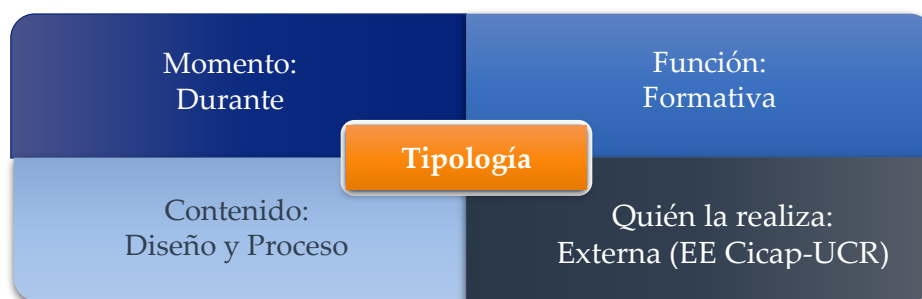 Momento:
Durante
Función:
Formativa
Tipología
Contenido:
Diseño y Proceso
Quién la realiza:
Externa (EE Cicap-UCR)